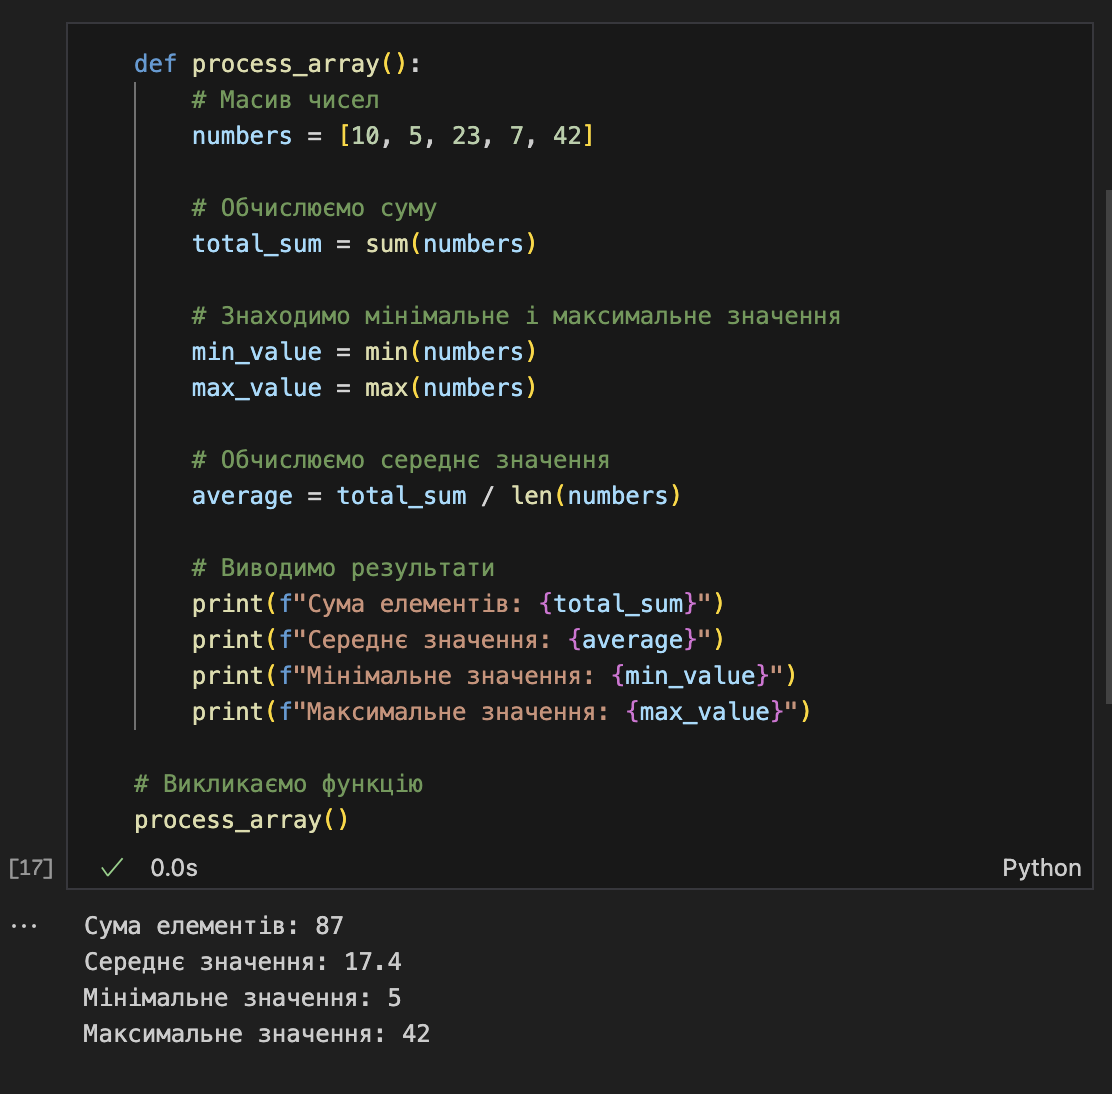 def process_array():
    # Масив чисел
    numbers = [10, 5, 23, 7, 42]

    # Обчислюємо суму
    total_sum = sum(numbers)

    # Знаходимо мінімальне і максимальне значення
    min_value = min(numbers)
    max_value = max(numbers)

    # Обчислюємо середнє значення
    average = total_sum / len(numbers)

    # Виводимо результати
    print(f"Сума елементів: {total_sum}")
    print(f"Середнє значення: {average}")
    print(f"Мінімальне значення: {min_value}")
    print(f"Максимальне значення: {max_value}")

# Викликаємо функцію
process_array()
[17] ✓ 0.0s Python
... Сума елементів: 87
Середнє значення: 17.4
Мінімальне значення: 5
Максимальне значення: 42